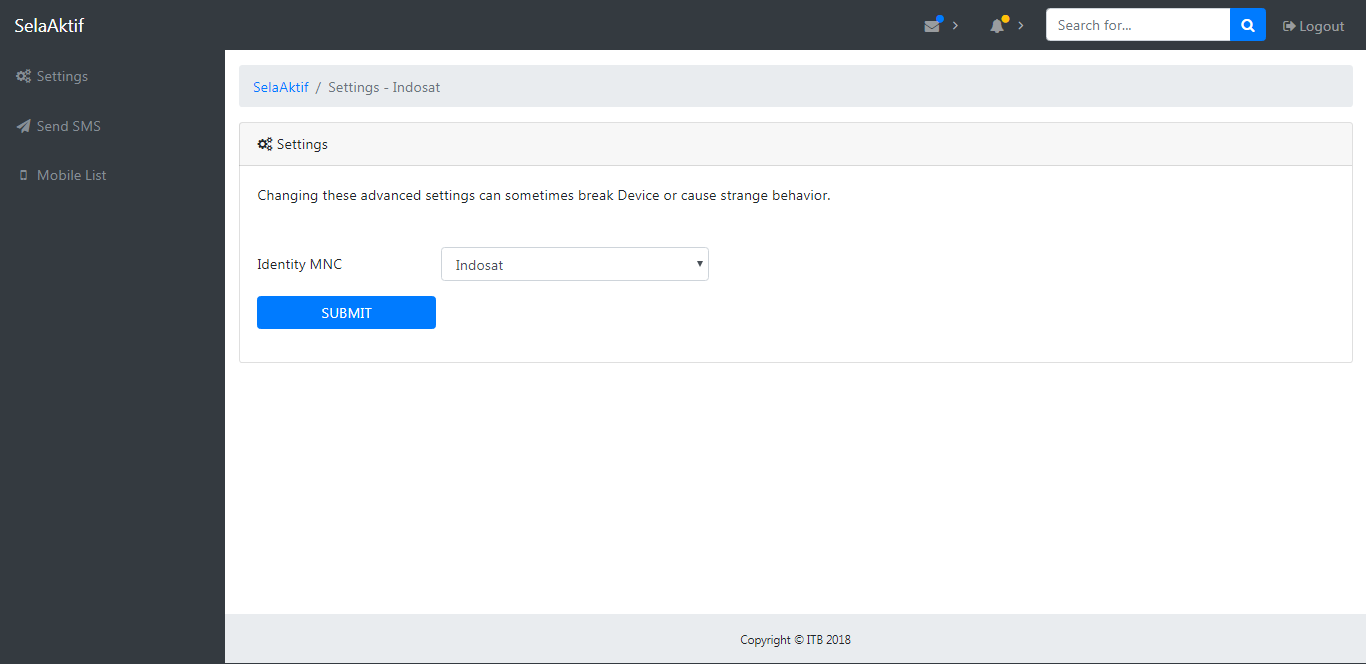 SelaAktif
Search for...
Logout
Settings
Send SMS
Mobile List
SelaAktif / Settings - Indosat
Settings
Changing these advanced settings can sometimes break Device or cause strange behavior.
Identity MNC
Indosat
SUBMIT
Copyright © ITB 2018